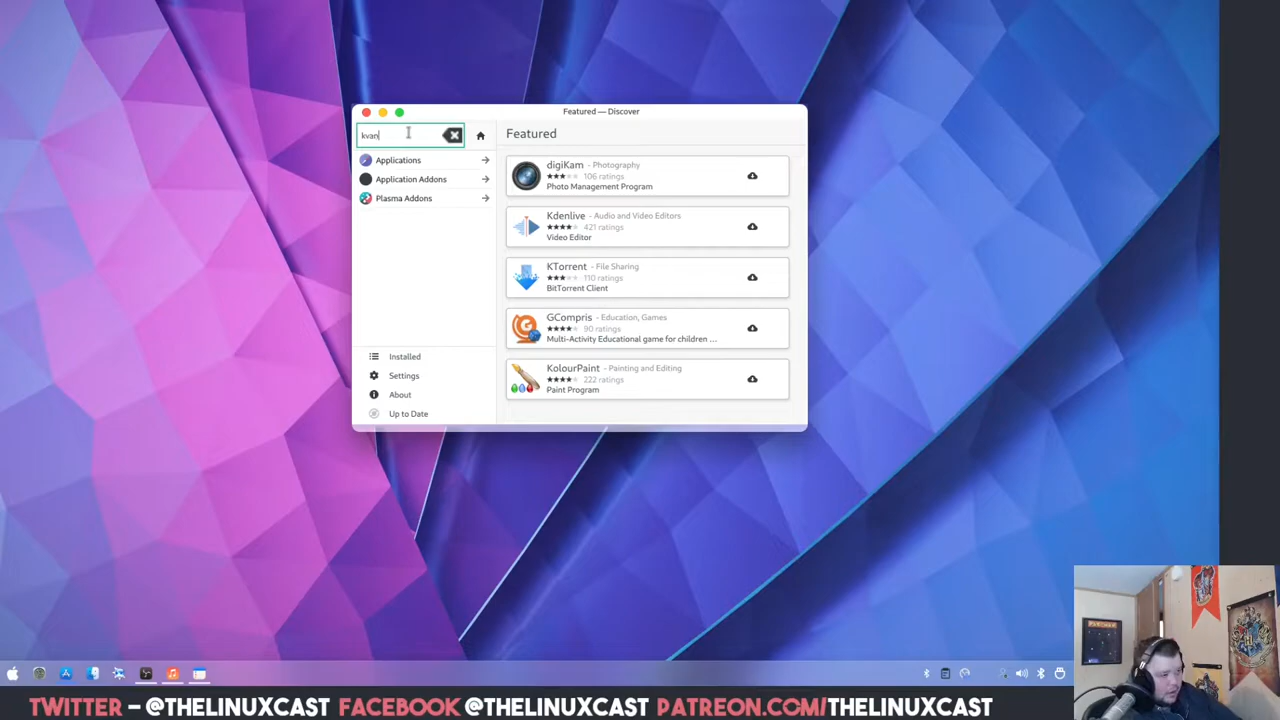 Featured — Discover
kvan
Applications
Application Addons
Plasma Addons
Installed
Settings
About
Up to Date
Featured
digiKam - Photography
106 ratings
Photo Management Program
Kdenlive - Audio and Video Editors
421 ratings
Video Editor
KTorrent - File Sharing
110 ratings
BitTorrent Client
GCompris - Education, Games
90 ratings
Multi-Activity Educational game for children ...
KolourPaint - Painting and Editing
222 ratings
Paint Program
TWITTER – @THELINUXCAST FACEBOOK @THELINUXCAST PATREON.COM/THELINUXCAST